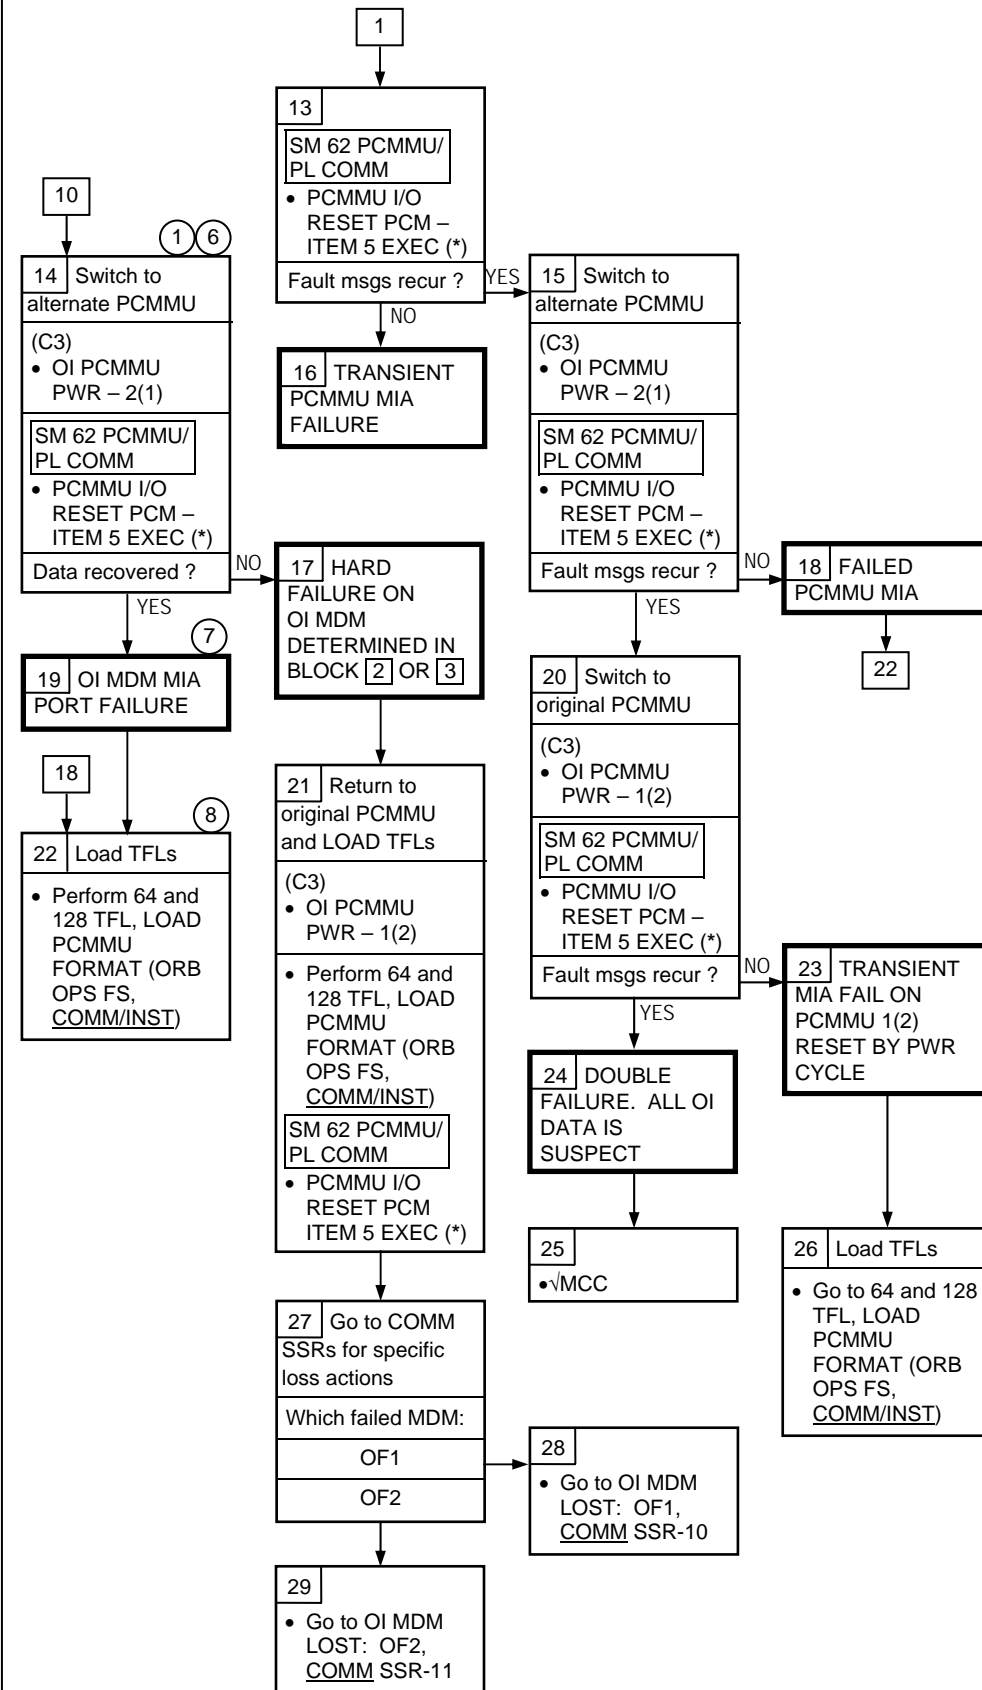 1
13
SM 62 PCMMU/
PL COMM
• PCMMU I/O
RESET PCM –
ITEM 5 EXEC (*)
Fault msgs recur ?
YES
NO
10
1 6
14 Switch to
alternate PCMMU
(C3)
• OI PCMMU
PWR – 2(1)
SM 62 PCMMU/
PL COMM
• PCMMU I/O
RESET PCM –
ITEM 5 EXEC (*)
Data recovered ?
NO
YES
15 Switch to
alternate PCMMU
(C3)
• OI PCMMU
PWR – 2(1)
SM 62 PCMMU/
PL COMM
• PCMMU I/O
RESET PCM –
ITEM 5 EXEC (*)
Fault msgs recur ?
NO
YES
16 TRANSIENT
PCMMU MIA
FAILURE
17 HARD
FAILURE ON
OI MDM
DETERMINED IN
BLOCK 2 OR 3
18 FAILED
PCMMU MIA
22
7
19 OI MDM MIA
PORT FAILURE
20 Switch to
original PCMMU
(C3)
• OI PCMMU
PWR – 1(2)
SM 62 PCMMU/
PL COMM
• PCMMU I/O
RESET PCM –
ITEM 5 EXEC (*)
Fault msgs recur ?
NO
YES
18
8
22 Load TFLs
• Perform 64 and
128 TFL, LOAD
PCMMU
FORMAT (ORB
OPS FS,
COMM/INST)
21 Return to
original PCMMU
and LOAD TFLs
(C3)
• OI PCMMU
PWR – 1(2)
• Perform 64 and
128 TFL, LOAD
PCMMU
FORMAT (ORB
OPS FS,
COMM/INST)
SM 62 PCMMU/
PL COMM
• PCMMU I/O
RESET PCM
ITEM 5 EXEC (*)
23 TRANSIENT
MIA FAIL ON
PCMMU 1(2)
RESET BY PWR
CYCLE
24 DOUBLE
FAILURE. ALL OI
DATA IS
SUSPECT
25
•√MCC
26 Load TFLs
• Go to 64 and 128
TFL, LOAD
PCMMU
FORMAT (ORB
OPS FS,
COMM/INST)
27 Go to COMM
SSRs for specific
loss actions
Which failed MDM:
OF1
OF2
28
• Go to OI MDM
LOST: OF1,
COMM SSR-10
29
• Go to OI MDM
LOST: OF2,
COMM SSR-11